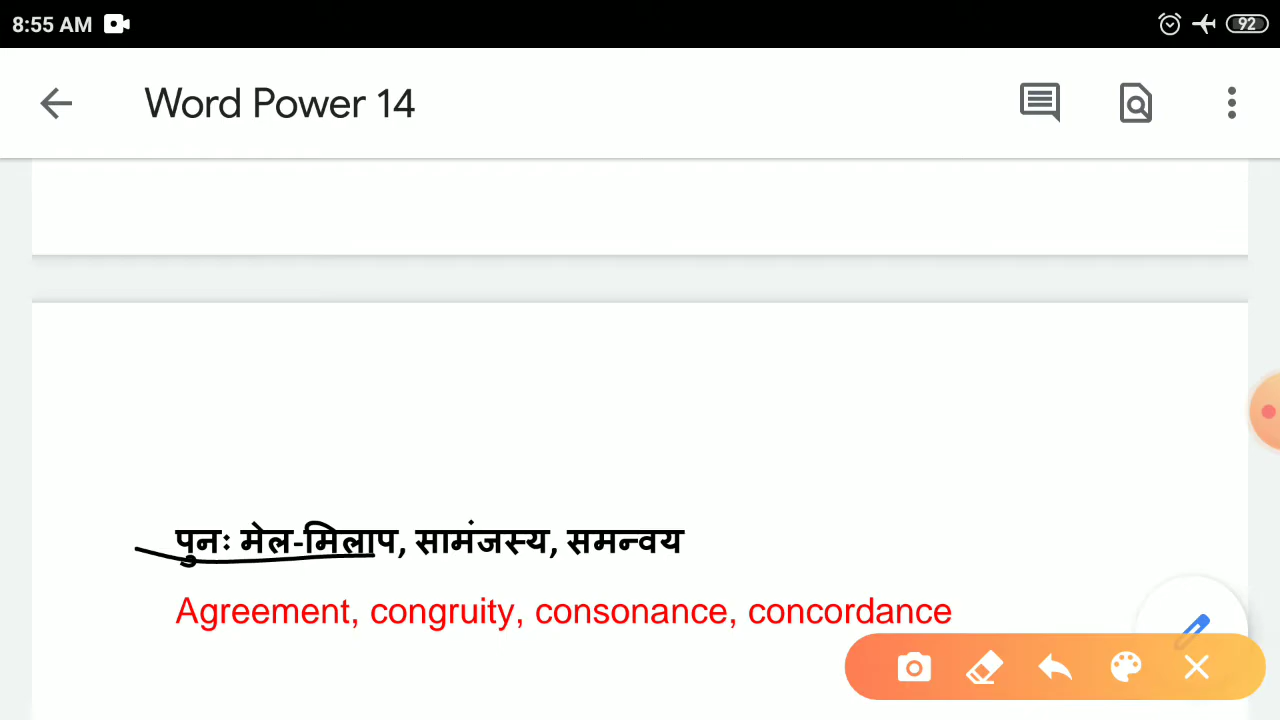 8:55 AM 92
Word Power 14
पुनः मेल-मिलाप, सामंजस्य, समन्वय
Agreement, congruity, consonance, concordance